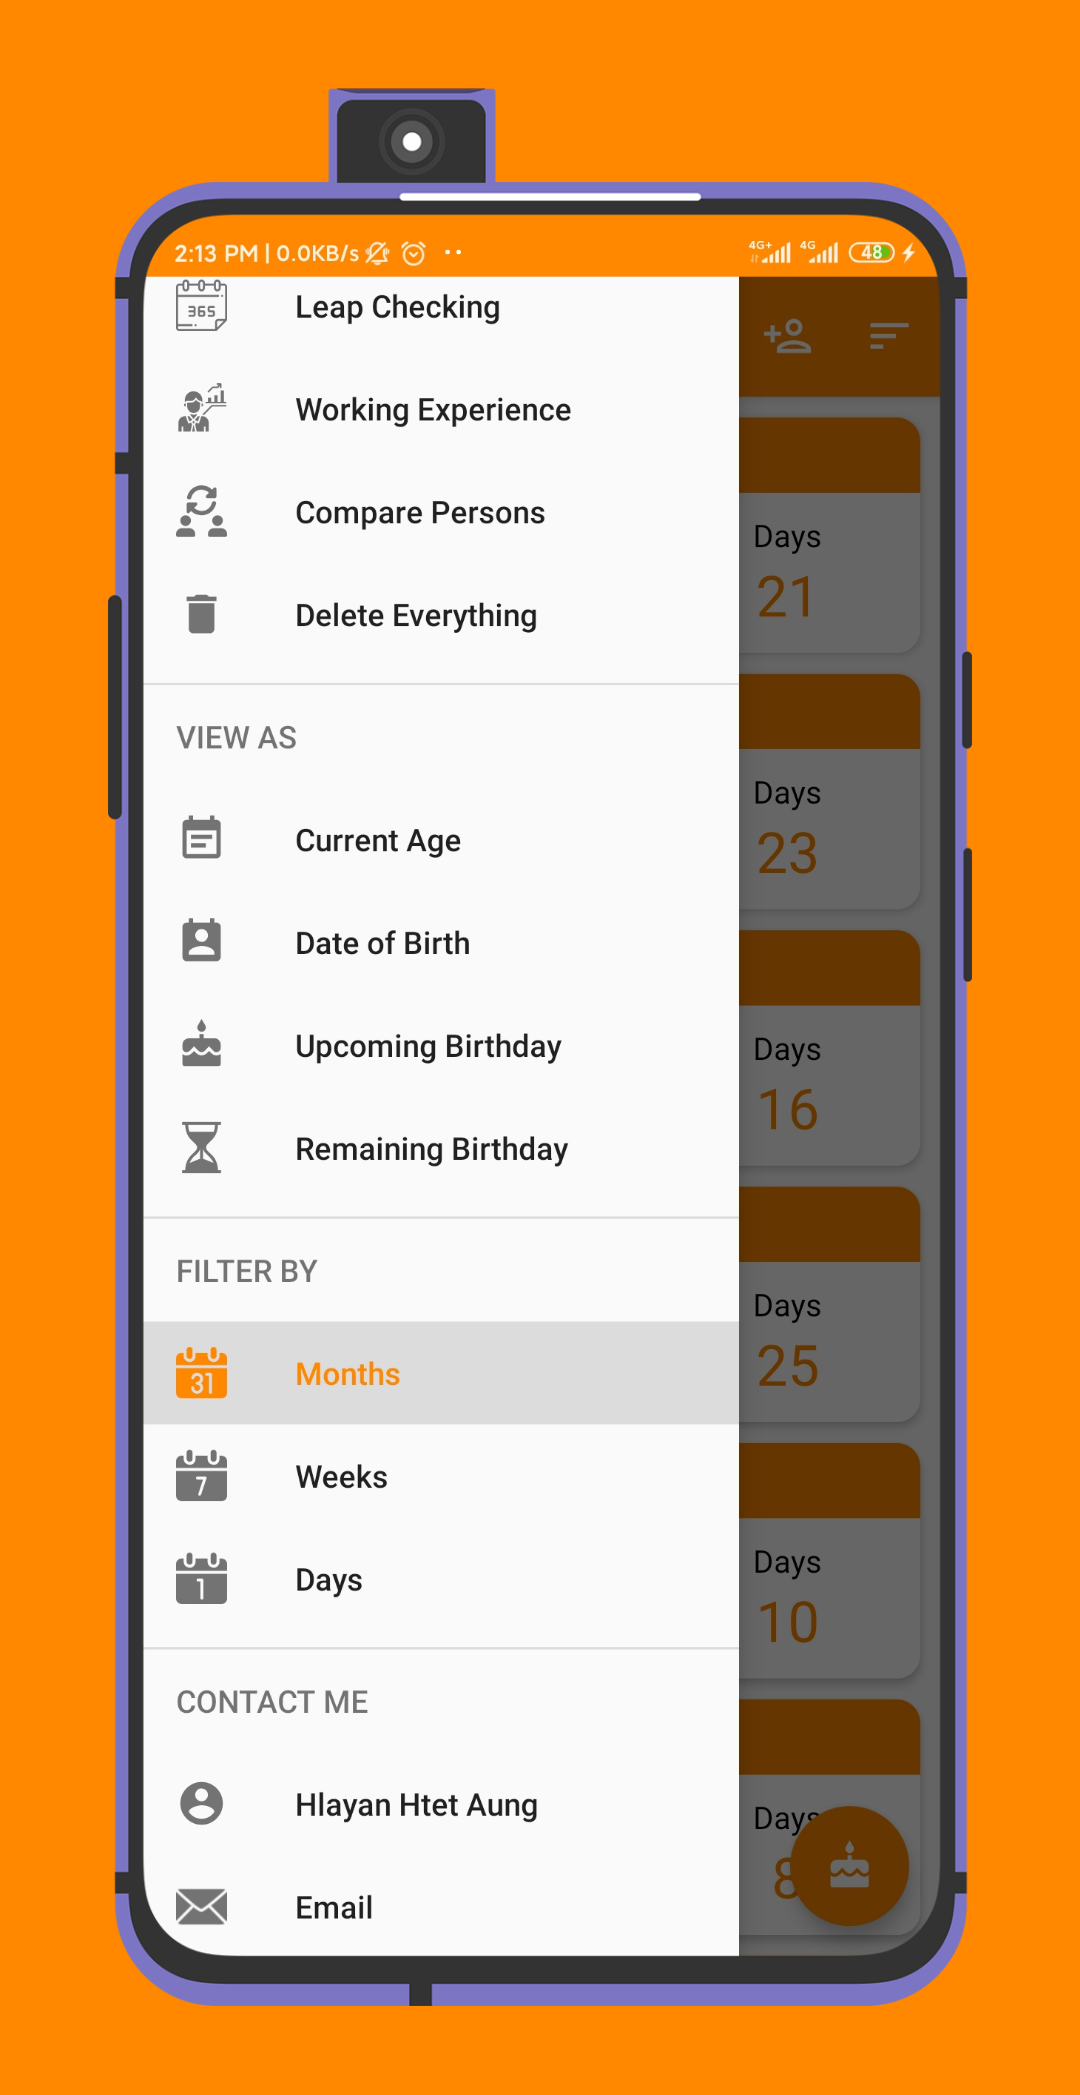 2:13 PM | 0.0KB/s
4G+ 4G 48
365
Leap Checking
Working Experience
Compare Persons
Delete Everything
VIEW AS
Current Age
Date of Birth
Upcoming Birthday
Remaining Birthday
FILTER BY
31 Months
7 Weeks
1 Days
CONTACT ME
Hlayan Htet Aung
Email
Days
21
Days
23
Days
16
Days
25
Days
10
Days
8